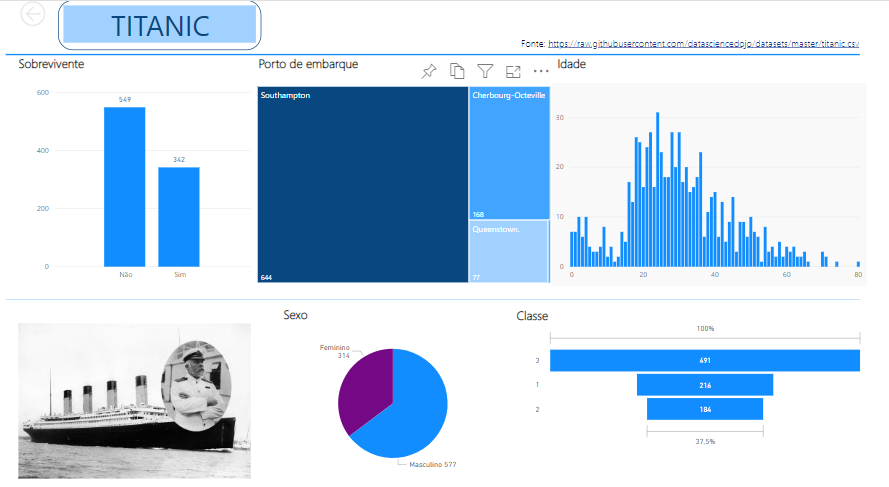 TITANIC
Fonte: https://raw.githubusercontent.com/datasciencedojo/datasets/master/titanic.csv
Sobrevivente
600
400
200
0
549
342
Não
Sim
Porto de embarque
Southampton
644
Cherbourg-Octeville
168
Queenstown.
77
Idade
30
20
10
0
0
20
40
60
80
Sexo
Feminino
314
Masculino 577
Classe
100%
3
491
1
216
2
184
37.5%